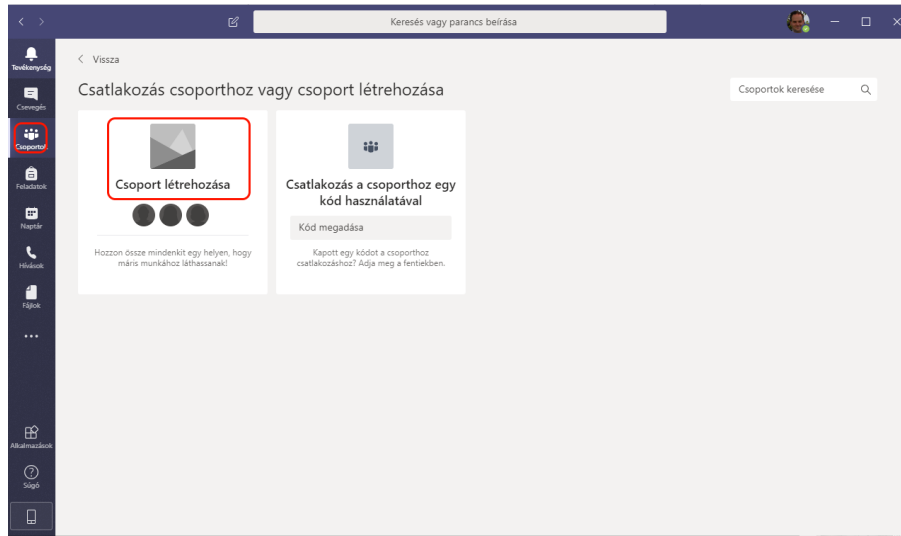 Keresés vagy parancs beírása
Tevékenység
Csevegés
Csoportok
Feladatok
Naptár
Hívások
Fájlok
Alkalmazások
Súgó
Vissza
Csatlakozás csoporthoz vagy csoport létrehozása
Csoportok keresése
Csoport létrehozása
Hozzon össze mindenkit egy helyen, hogy
máris munkához láthassanak!
Csatlakozás a csoporthoz egy
kód használatával
Kód megadása
Kapott egy kódot a csoporthoz
csatlakozáshoz? Adja meg a fentiekben.